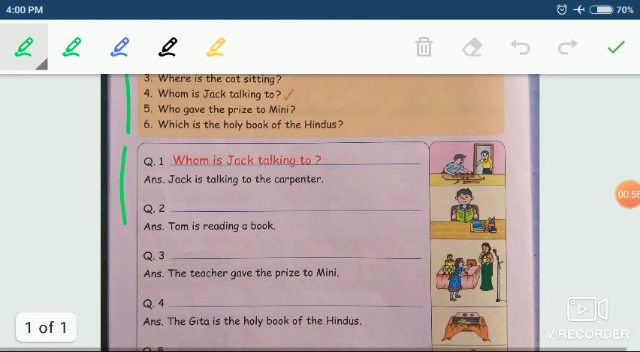 4:00 PM
70%
3. Where is the cat sitting?
4. Whom is Jack talking to? ✓
5. Who gave the prize to Mini?
6. Which is the holy book of the Hindus?
Q. 1 Whom is Jack talking to ?
Ans. Jack is talking to the carpenter.
Q. 2
Ans. Tom is reading a book.
Q. 3
Ans. The teacher gave the prize to Mini.
Q. 4
Ans. The Gita is the holy book of the Hindus.
00:58
1 of 1
V RECORDER